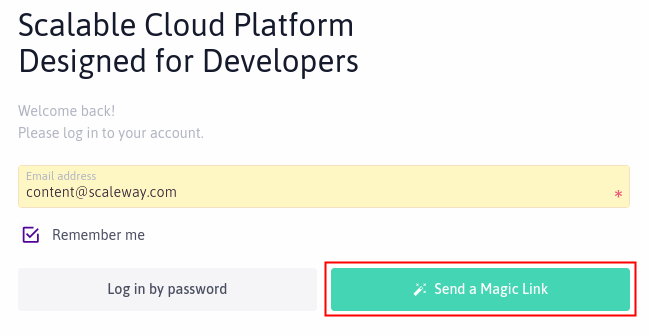 Scalable Cloud Platform
Designed for Developers
Welcome back!
Please log in to your account.
Email address
content@scaleway.com
*
Remember me
Log in by password
Send a Magic Link